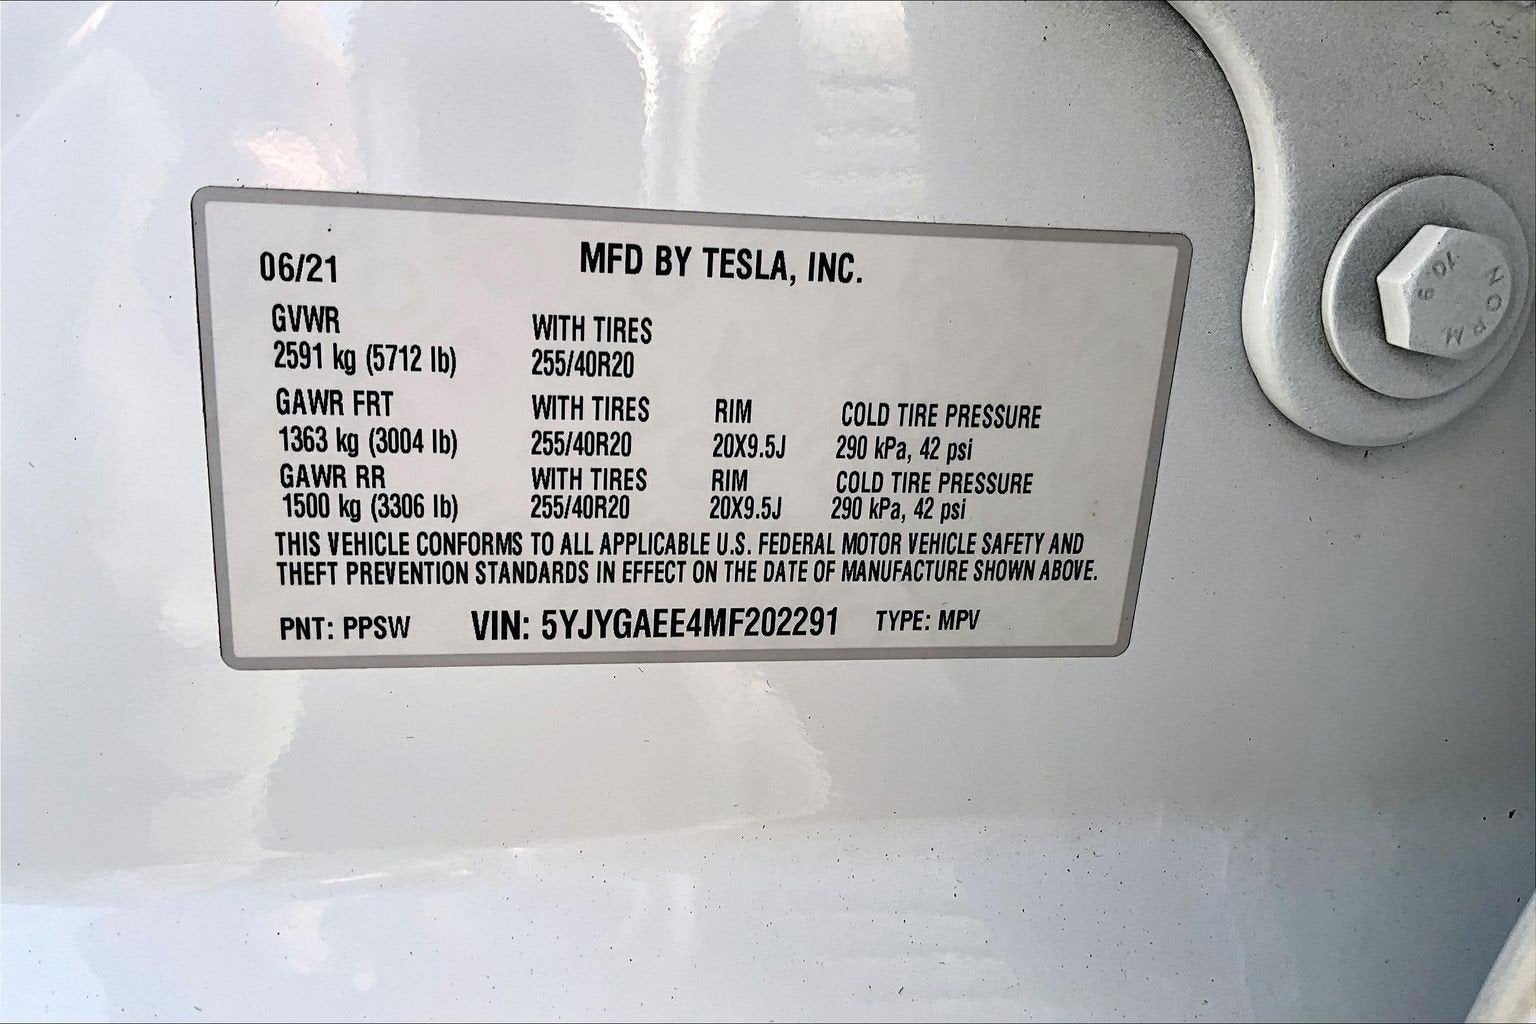 06/21 MFD BY TESLA, INC.
GVWR WITH TIRES
2591 kg (5712 lb) 255/40R20
GAWR FRT WITH TIRES RIM COLD TIRE PRESSURE
1363 kg (3004 lb) 255/40R20 20X9.5J 290 kPa, 42 psi
GAWR RR WITH TIRES RIM COLD TIRE PRESSURE
1500 kg (3306 lb) 255/40R20 20X9.5J 290 kPa, 42 psi
THIS VEHICLE CONFORMS TO ALL APPLICABLE U.S. FEDERAL MOTOR VEHICLE SAFETY AND
THEFT PREVENTION STANDARDS IN EFFECT ON THE DATE OF MANUFACTURE SHOWN ABOVE.
PNT: PPSW VIN: 5YJYGAEE4MF202291 TYPE: MPV
10.9
NORM